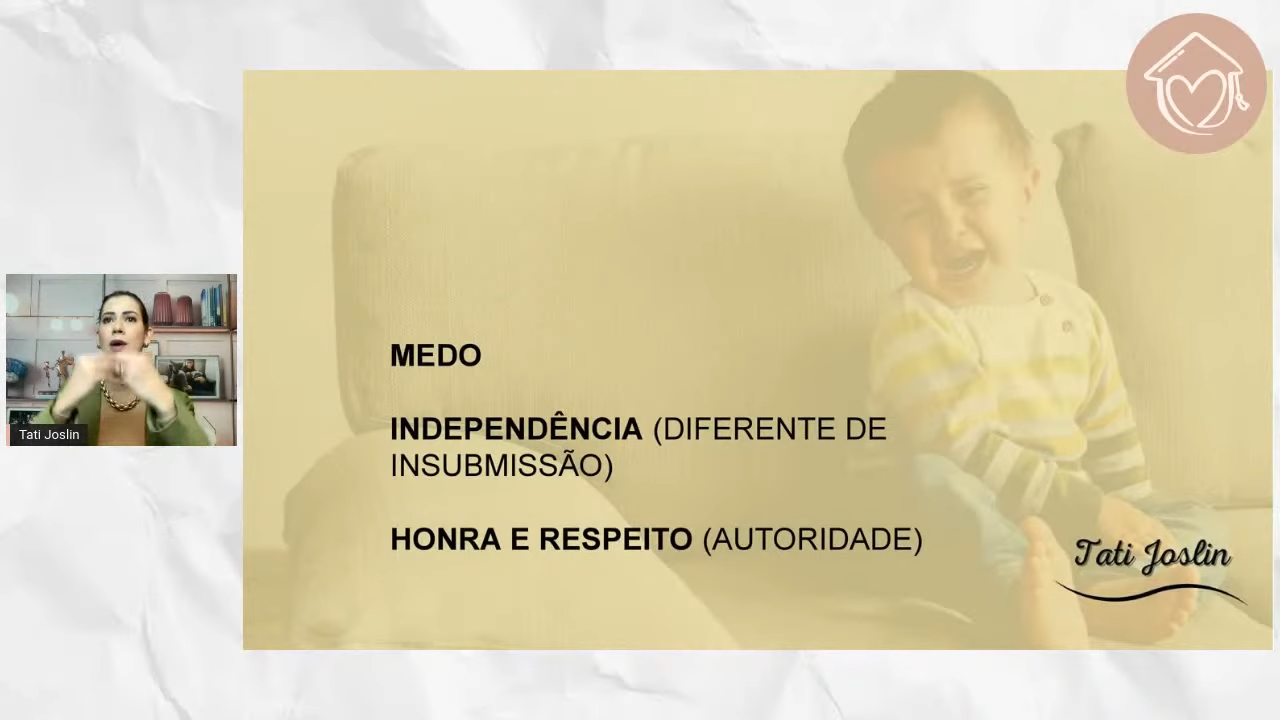 MEDO
INDEPENDÊNCIA (DIFERENTE DE
INSUBMISSÃO)
HONRA E RESPEITO (AUTORIDADE)
Tati Joslin
Tati Joslin